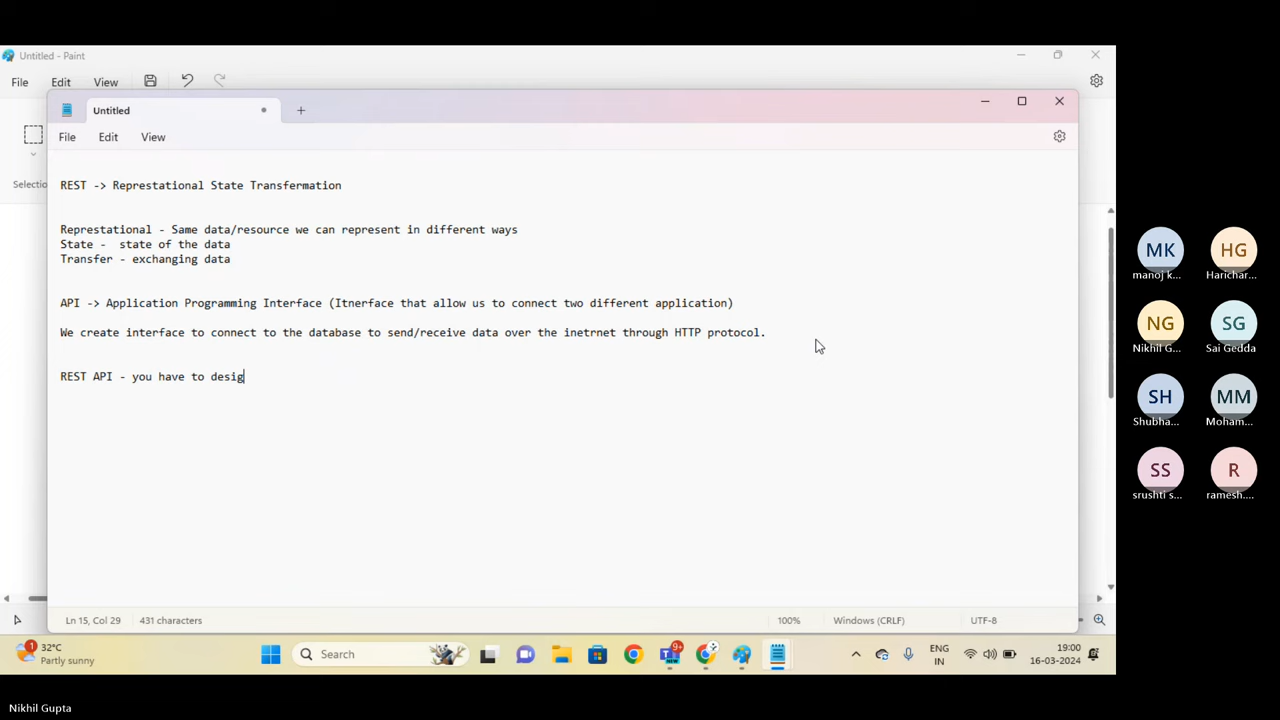 Untitled - Paint
File Edit View
Untitled
File Edit View
Selectio
REST -> Represtational State Transfermation
Represtational - Same data/resource we can represent in different ways
State - state of the data
Transfer - exchanging data
API -> Application Programming Interface (Itnerface that allow us to connect two different application)
We create interface to connect to the database to send/receive data over the inetrnet through HTTP protocol.
REST API - you have to desig
Ln 15, Col 29 431 characters 100% Windows (CRLF) UTF-8
MK HG
manoj k... Harichar...
NG SG
Nikhil G... Sai Gedda
SH MM
Shubha... Moham...
SS R
srushti s... ramesh....
1 32°C
Partly sunny
Search
9+
NEW
ENG
IN
19:00
16-03-2024
Nikhil Gupta